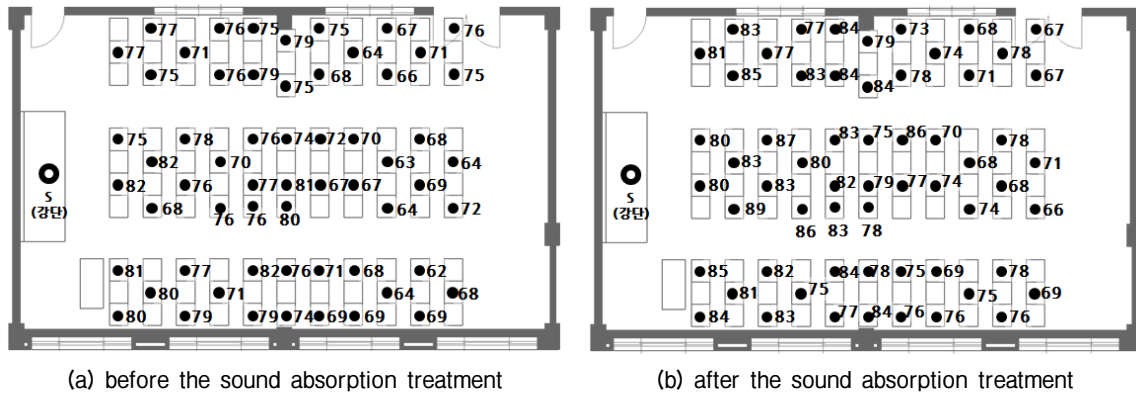 77 76 75 75 67 76
79
77 71 64 71
75 76 79 68 66 75
75
75 78 76 74 72 70 68
82 70 63 64
82 76 77 81 67 67 69
S
68 64 72
(강단)
76 76 80
81 77 82 76 71 68 62
80 71 64 68
80 79 79 74 69 69 69
(a) before the sound absorption treatment
83 77 84 73 68 67
79
81 77 74 78
85 83 84 78 71 67
84
80 87 83 75 86 70 78
83 80 68 71
80 83 82 79 77 74 68
S
89 74 66
(강단)
86 83 78
85 82 84 78 75 69 78
81 75 75 69
84 83 77 84 76 76 76
(b) after the sound absorption treatment